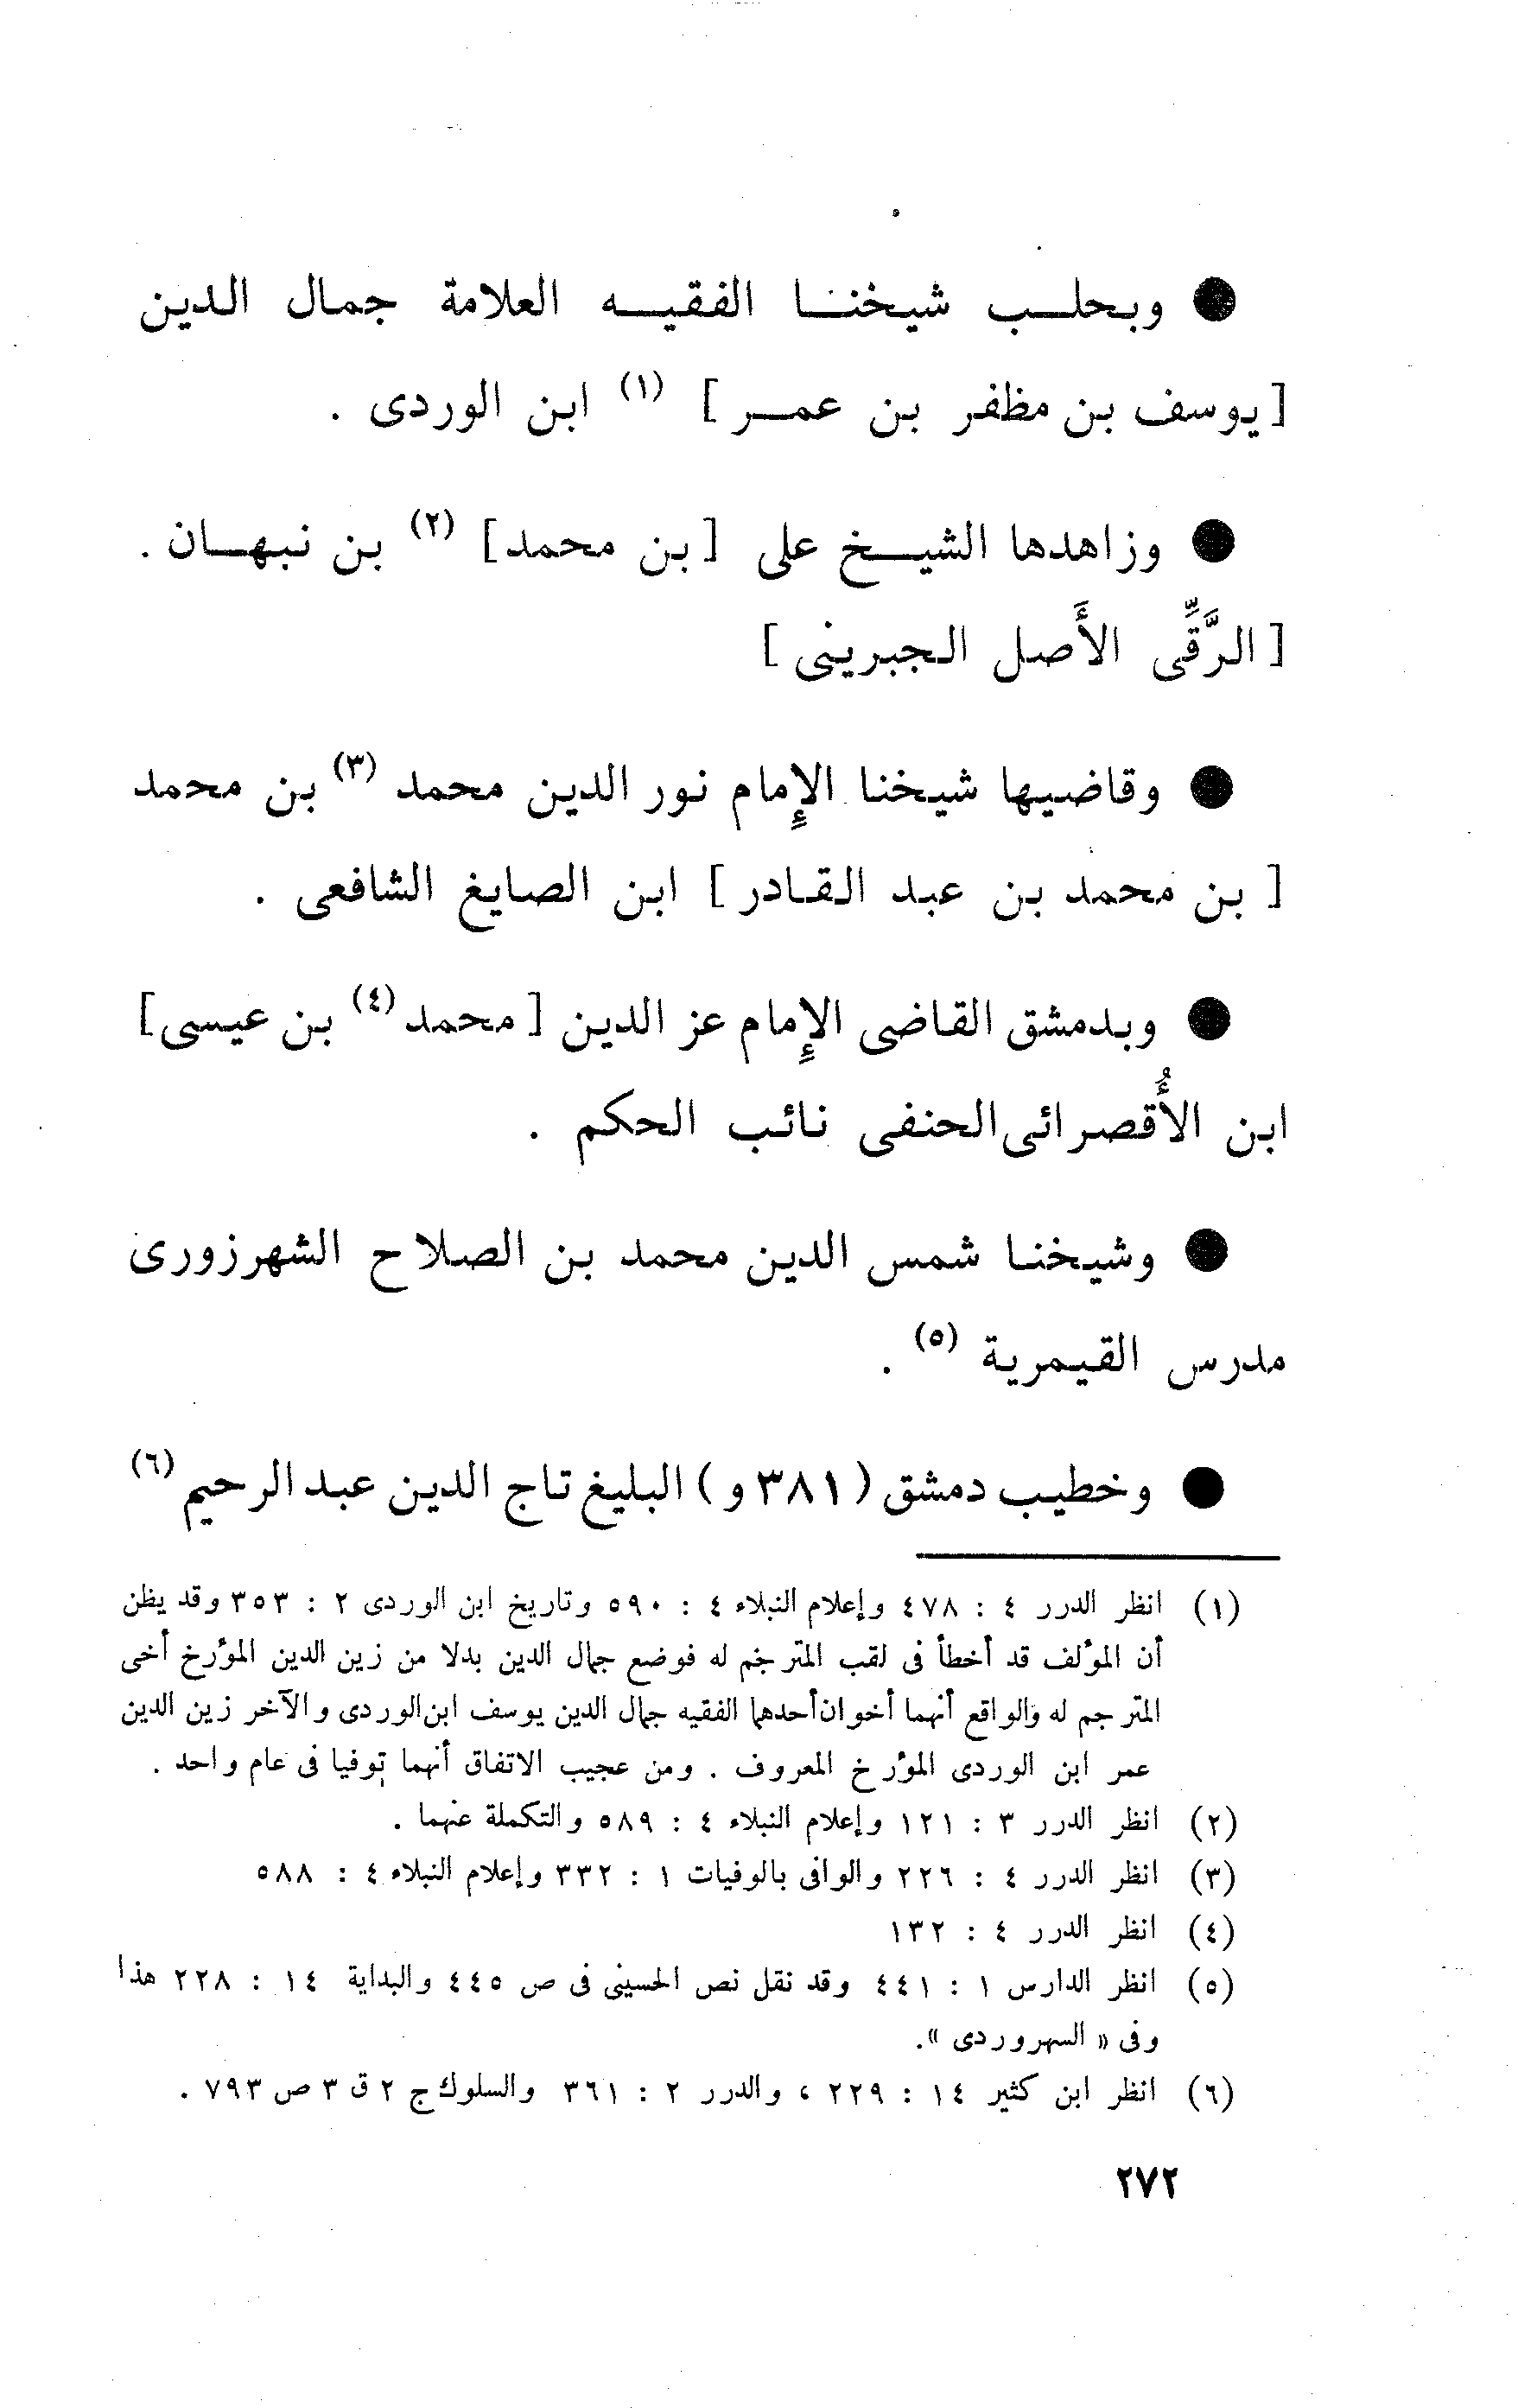 ● وبحلب شيخنا الفقيه العلامة جمال الدين
[يوسف بن مظفر بن عمر] (١) ابن الوردى .
● وزاهدها الشيخ على [بن محمد] (٢) بن نبهان .
[الرَّقِّى الأَصل الجبرينى]
● وقاضيها شيخنا الإِمام نور الدين محمد (٣) بن محمد
[بن محمد بن عبد القادر] ابن الصايغ الشافعى .
● وبدمشق القاضى الإِمام عز الدين [محمد (٤) بن عيسى]
ابن الأُقصرائى الحنفى نائب الحكم .
● وشيخنا شمس الدين محمد بن الصلاح الشهرزورى
مدرس القيمرية (٥) .
● وخطيب دمشق (٣٨١ و) البليغ تاج الدين عبد الرحيم (٦)
(١) انظر الدرر ٤ : ٤٧٨ وإعلام النبلاء ٤ : ٥٩٠ وتاريخ ابن الوردى ٢ : ٣٥٣ وقد يظن
أن المؤلف قد أخطأ فى لقب المترجم له فوضع جمال الدين بدلا من زين الدين المؤرخ أخى
المترجم له والواقع أنهما أخوان أحدهما الفقيه جمال الدين يوسف ابن الوردى والآخر زين الدين
عمر ابن الوردى المؤرخ المعروف . ومن عجيب الاتفاق أنهما توفيا فى عام واحد .
(٢) انظر الدرر ٣ : ١٢١ وإعلام النبلاء ٤ : ٥٨٩ والتكملة عنهما .
(٣) انظر الدرر ٤ : ٢٢٦ والوافى بالوفيات ١ : ٣٣٢ وإعلام النبلاء ٤ : ٥٨٨
(٤) انظر الدرر ٤ : ١٣٢
(٥) انظر الدارس ١ : ٤٤١ وقد نقل نص الحسينى فى ص ٤٤٥ والبداية ١٤ : ٢٢٨ هذا
وفى « السهروردى ».
(٦) انظر ابن كثير ١٤ : ٢٢٩ ، والدرر ٢ : ٣٦١ والسلوك ج ٢ ق ٣ ص ٧٩٣ .
٢٧٢